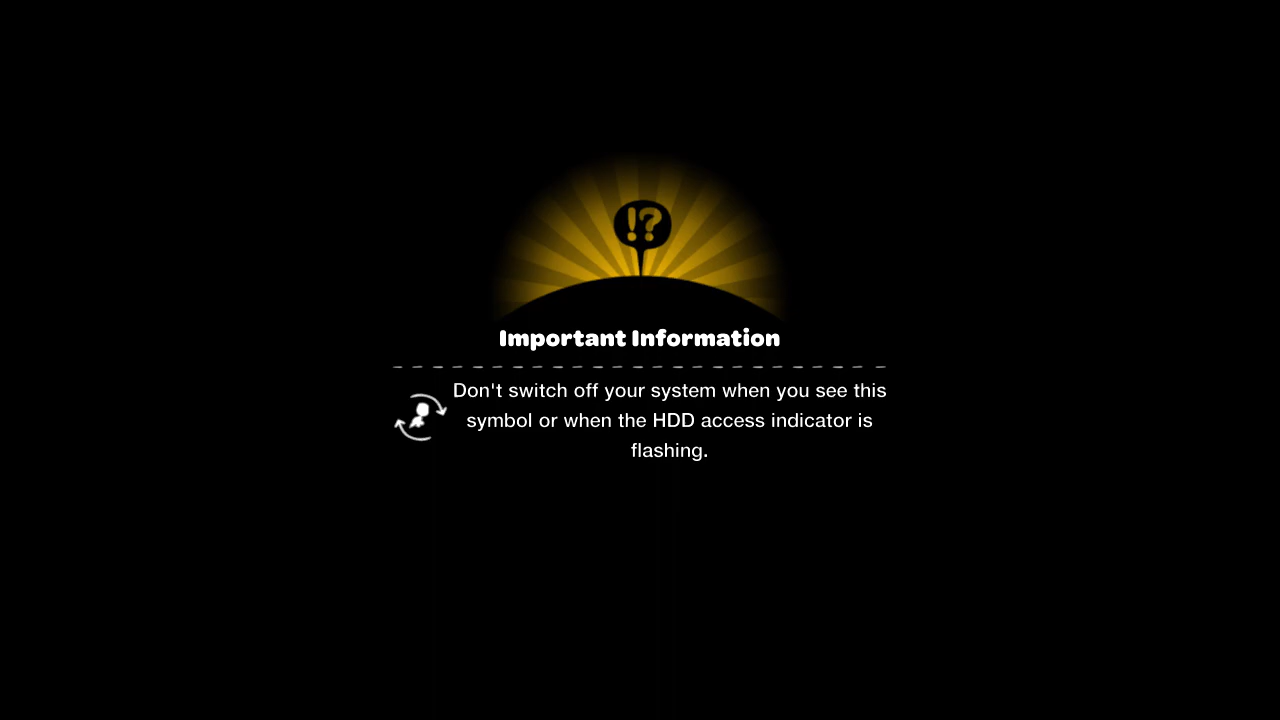 !?
Important Information
Don't switch off your system when you see this
symbol or when the HDD access indicator is
flashing.